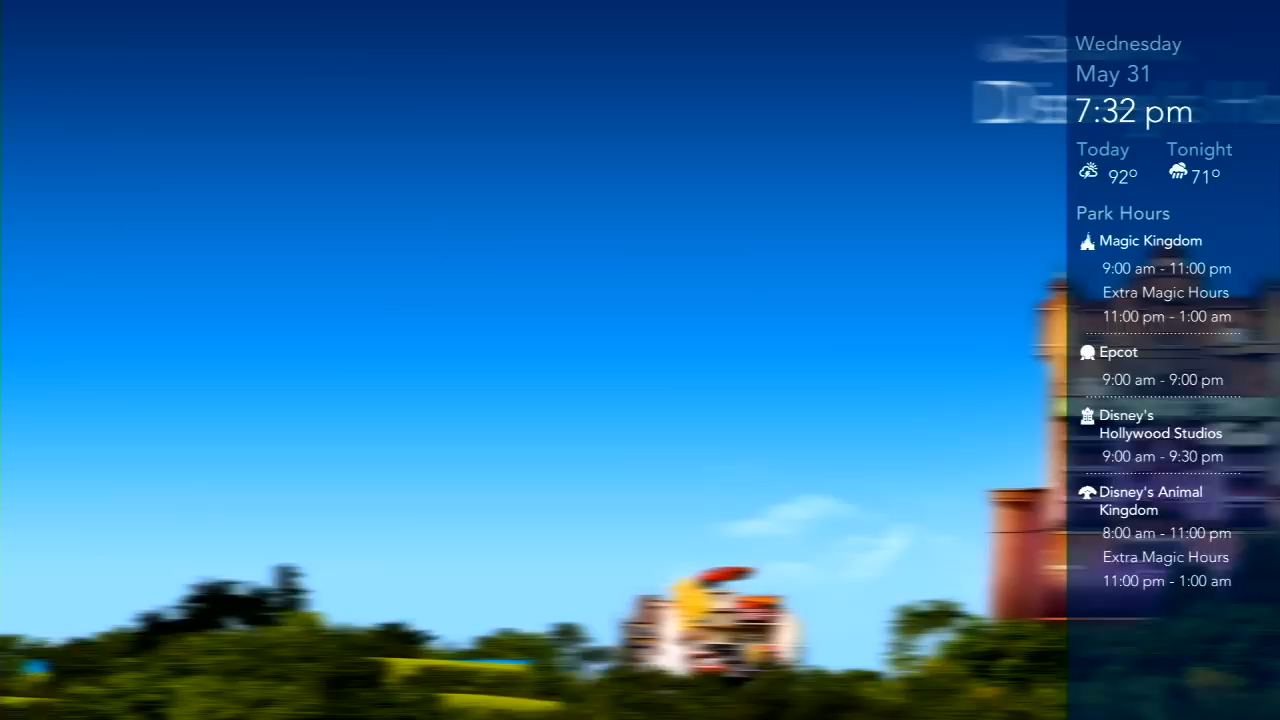 Wednesday
May 31
7:32 pm
Today Tonight
92° 71°
Park Hours
Magic Kingdom
9:00 am - 11:00 pm
Extra Magic Hours
11:00 pm - 1:00 am
Epcot
9:00 am - 9:00 pm
Disney's
Hollywood Studios
9:00 am - 9:30 pm
Disney's Animal
Kingdom
8:00 am - 11:00 pm
Extra Magic Hours
11:00 pm - 1:00 am